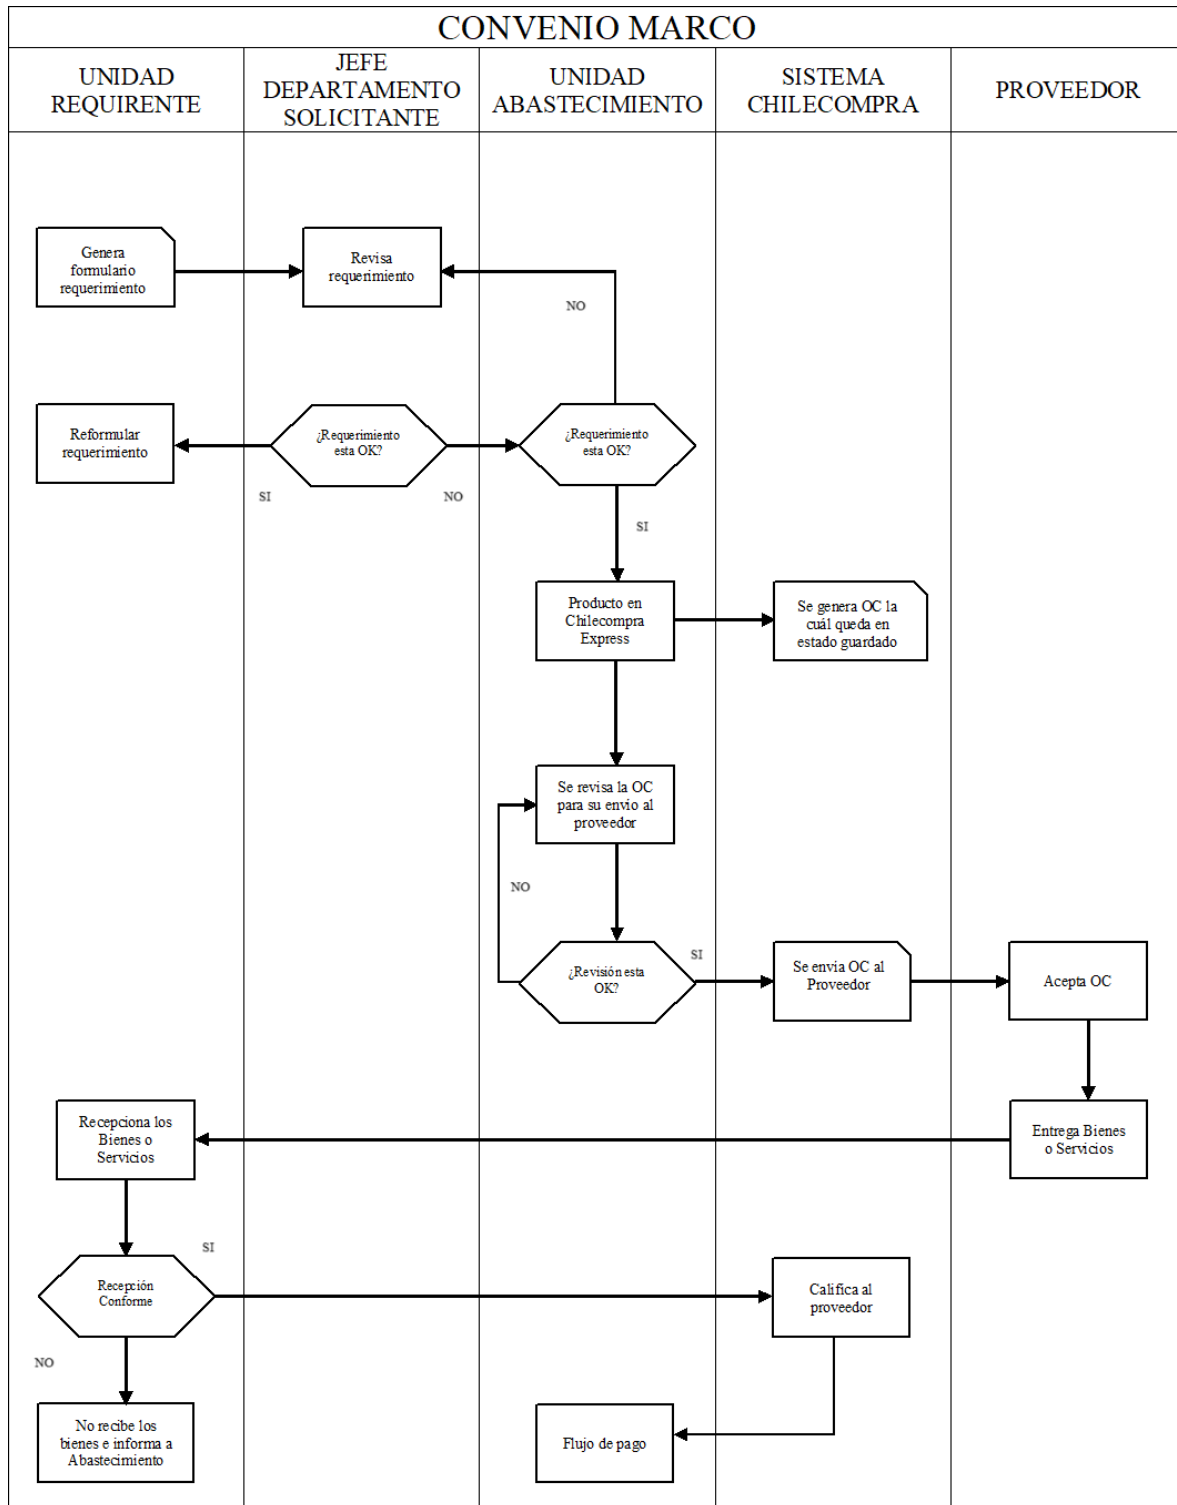 CONVENIO MARCO
UNIDAD
REQUIRENTE
JEFE
DEPARTAMENTO
SOLICITANTE
UNIDAD
ABASTECIMIENTO
SISTEMA
CHILECOMPRA
PROVEEDOR
Genera
formulario
requerimiento
Revisa
requerimiento
NO
Reformular
requerimiento
¿Requerimiento
esta OK?
¿Requerimiento
esta OK?
SI
NO
SI
Producto en
Chilecompra
Express
Se genera OC la
cuál queda en
estado guardado
Se revisa la OC
para su envio al
proveedor
NO
¿Revisión esta
OK?
SI
Se envia OC al
Proveedor
Acepta OC
Recepciona los
Bienes o
Servicios
Entrega Bienes
o Servicios
SI
Recepción
Conforme
Califica al
proveedor
NO
No recibe los
bienes e informa a
Abastecimiento
Flujo de pago